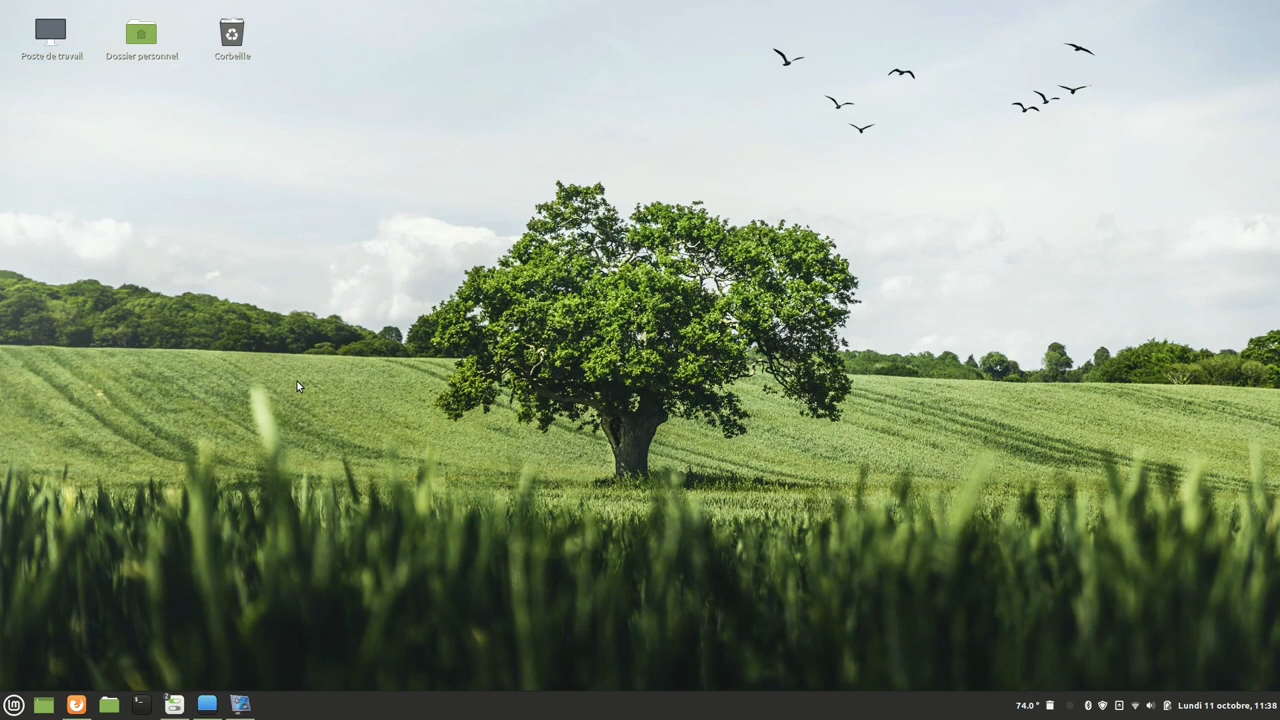 Poste de travail
Dossier personnel
Corbeille
74.0 °
Lundi 11 octobre, 11:38